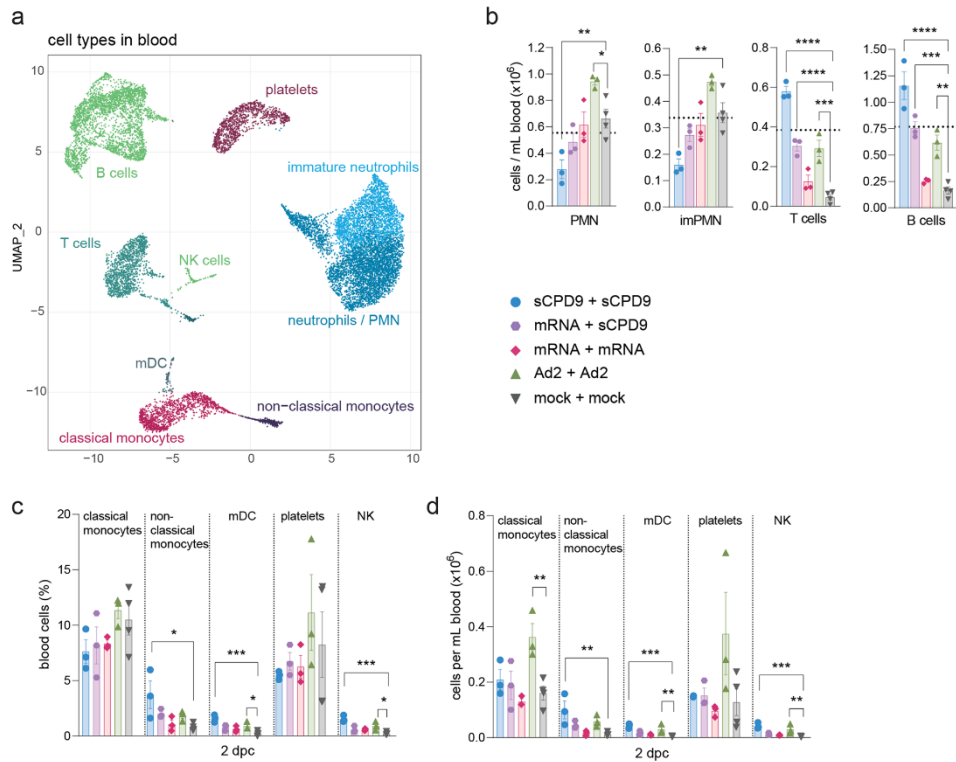 a
cell types in blood
UMAP_2
10
5
0
−5
−10
−10
−5
0
5
10
B cells
platelets
immature neutrophils
T cells
NK cells
neutrophils / PMN
mDC
non-classical monocytes
classical monocytes
b
cells / mL blood (x10⁶)
1.2
1.0
0.8
0.6
0.4
0.2
0.0
**
*
PMN
0.6
0.5
0.4
0.3
0.2
0.1
0.0
**
imPMN
0.8
0.6
0.4
0.2
0.0
****
****
***
T cells
1.50
1.25
1.00
0.75
0.50
0.25
0.00
****
***
**
B cells
sCPD9 + sCPD9
mRNA + sCPD9
mRNA + mRNA
Ad2 + Ad2
mock + mock
c
blood cells (%)
20
15
10
5
0
classical
monocytes
non-
classical
monocytes
mDC
platelets
NK
*
***
*
***
*
2 dpc
d
cells per mL blood (x10⁶)
0.8
0.6
0.4
0.2
0.0
classical
monocytes
non-
classical
monocytes
mDC
platelets
NK
**
**
***
**
***
**
2 dpc